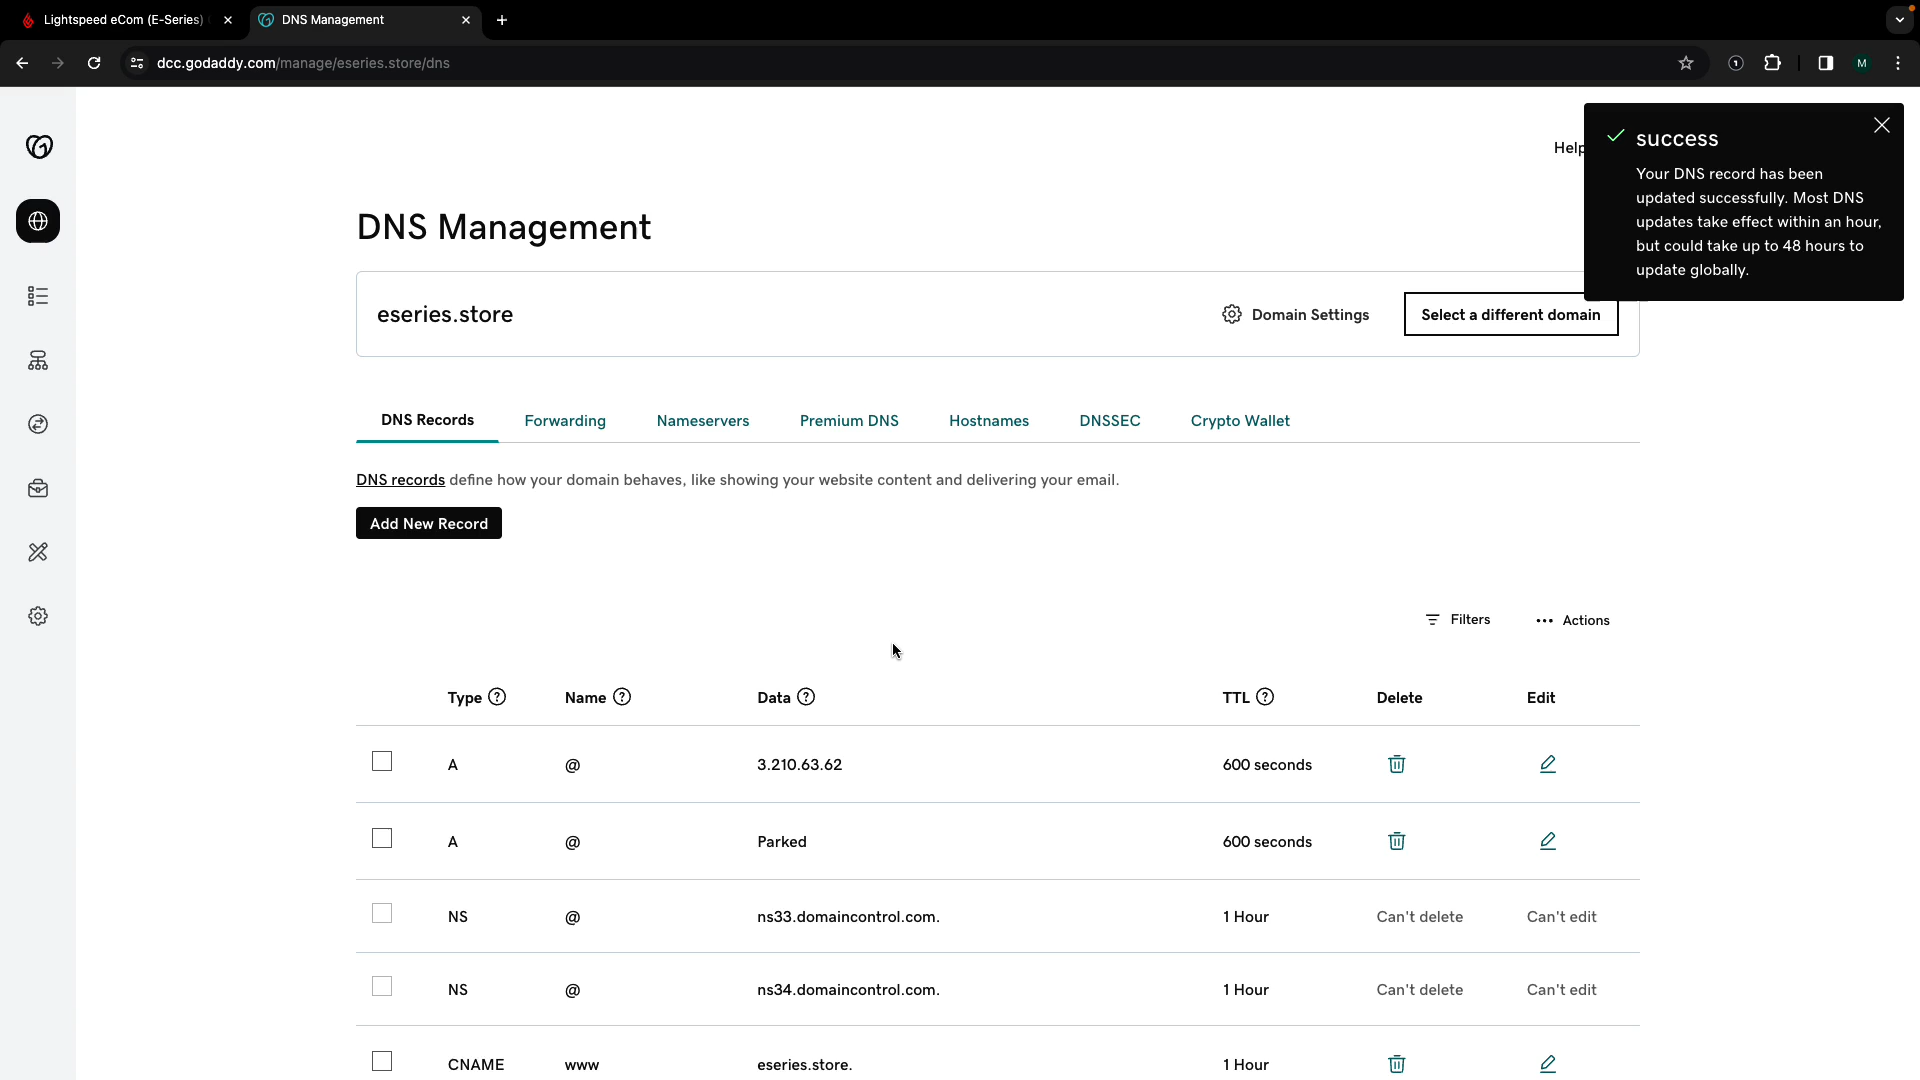 Lightspeed eCom (E-Series)
DNS Management
dcc.godaddy.com/manage/eseries.store/dns
M
Help
success
Your DNS record has been
updated successfully. Most DNS
updates take effect within an hour,
but could take up to 48 hours to
update globally.
DNS Management
eseries.store
Domain Settings
Select a different domain
DNS Records Forwarding Nameservers Premium DNS Hostnames DNSSEC Crypto Wallet
DNS records define how your domain behaves, like showing your website content and delivering your email.
Add New Record
Filters Actions
Type Name Data TTL Delete Edit
A @ 3.210.63.62 600 seconds
A @ Parked 600 seconds
NS @ ns33.domaincontrol.com. 1 Hour Can't delete Can't edit
NS @ ns34.domaincontrol.com. 1 Hour Can't delete Can't edit
CNAME www eseries.store. 1 Hour